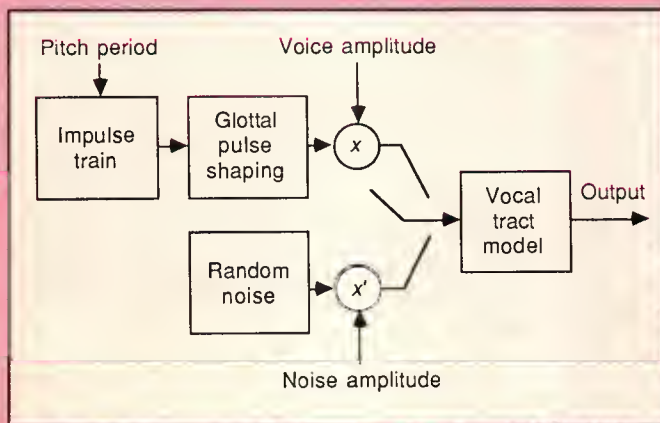 Pitch period
Voice amplitude
Impulse
train
Glottal
pulse
shaping
x
Vocal
tract
model
Output
Random
noise
x'
Noise amplitude